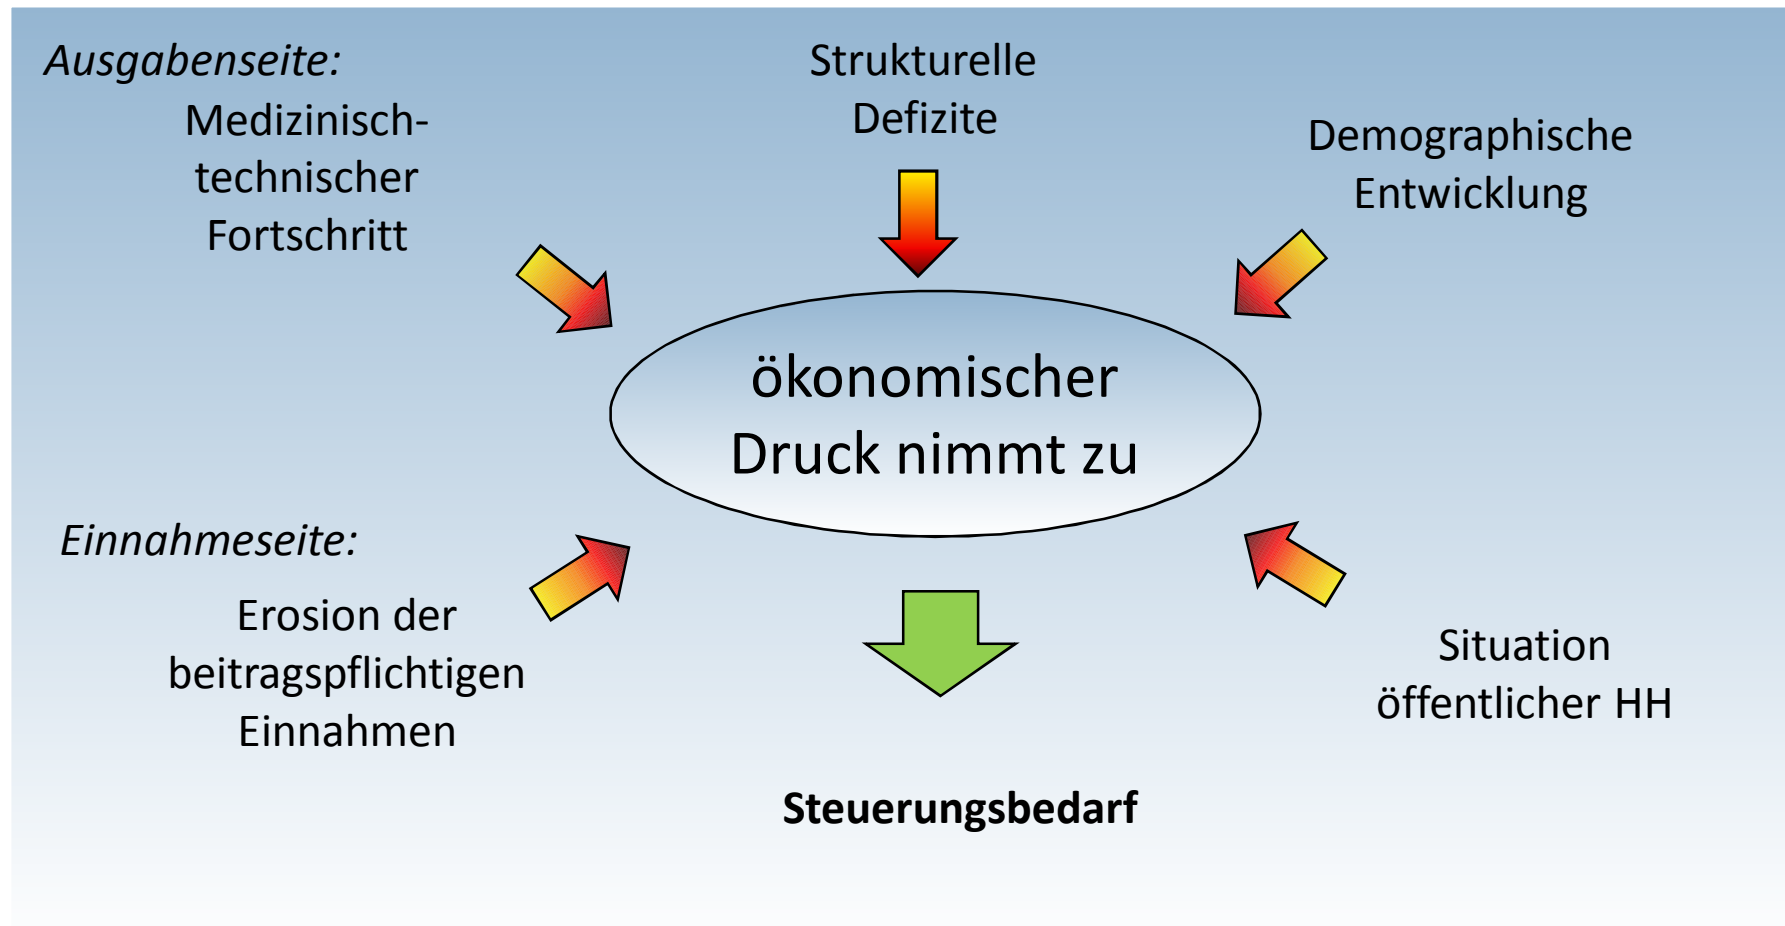 Ausgabenseite:
Medizinisch-
technischer
Fortschritt
Strukturelle
Defizite
Demographische
Entwicklung
ökonomischer
Druck nimmt zu
Einnahmeseite:
Erosion der
beitragspflichtigen
Einnahmen
Situation
öffentlicher HH
Steuerungsbedarf